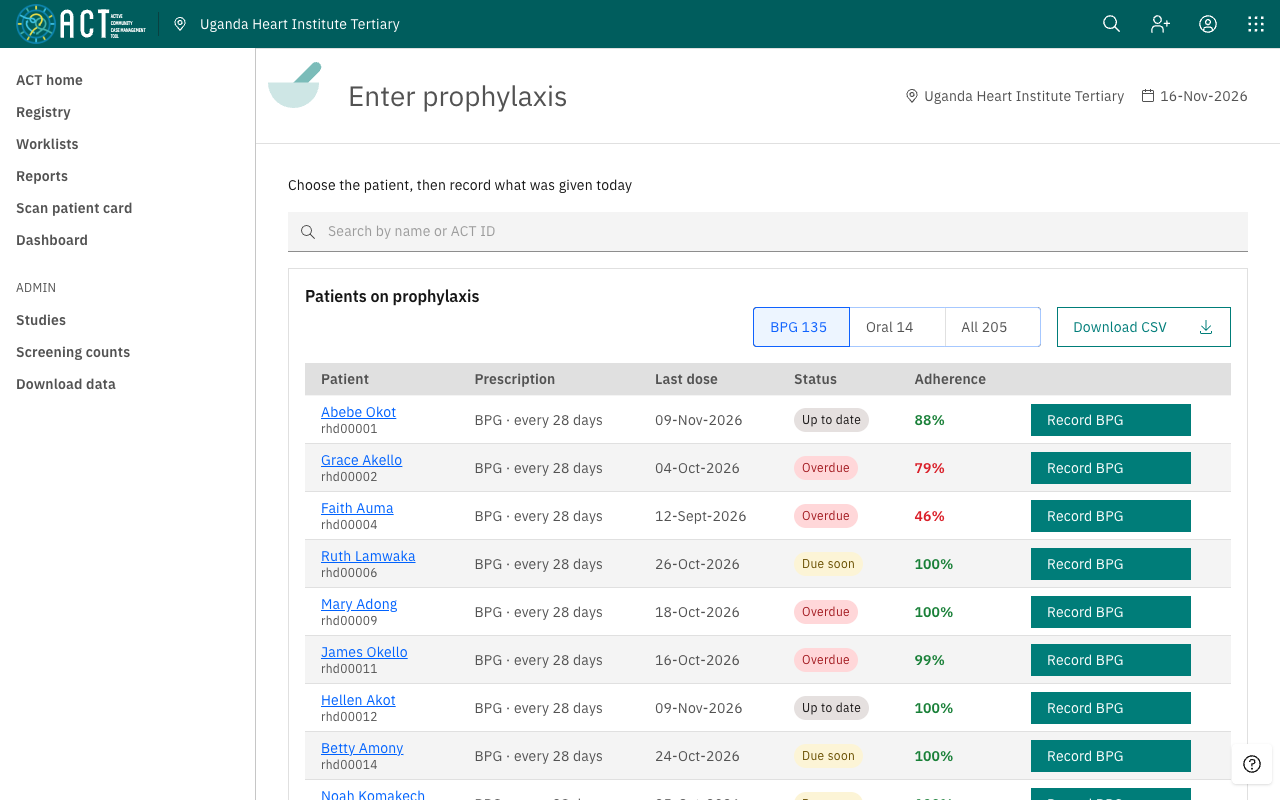 ACT ACTIVE COMMUNITY CASE MANAGEMENT TOOL
Uganda Heart Institute Tertiary
ACT home
Registry
Worklists
Reports
Scan patient card
Dashboard
ADMIN
Studies
Screening counts
Download data
Enter prophylaxis
Uganda Heart Institute Tertiary 16-Nov-2026
Choose the patient, then record what was given today
Search by name or ACT ID
Patients on prophylaxis
BPG 135 Oral 14 All 205 Download CSV
Patient Prescription Last dose Status Adherence
Abebe Okot
rhd00001
BPG · every 28 days 09-Nov-2026 Up to date 88% Record BPG
Grace Akello
rhd00002
BPG · every 28 days 04-Oct-2026 Overdue 79% Record BPG
Faith Auma
rhd00004
BPG · every 28 days 12-Sept-2026 Overdue 46% Record BPG
Ruth Lamwaka
rhd00006
BPG · every 28 days 26-Oct-2026 Due soon 100% Record BPG
Mary Adong
rhd00009
BPG · every 28 days 18-Oct-2026 Overdue 100% Record BPG
James Okello
rhd00011
BPG · every 28 days 16-Oct-2026 Overdue 99% Record BPG
Hellen Akot
rhd00012
BPG · every 28 days 09-Nov-2026 Up to date 100% Record BPG
Betty Amony
rhd00014
BPG · every 28 days 24-Oct-2026 Due soon 100% Record BPG
Noah Komakech